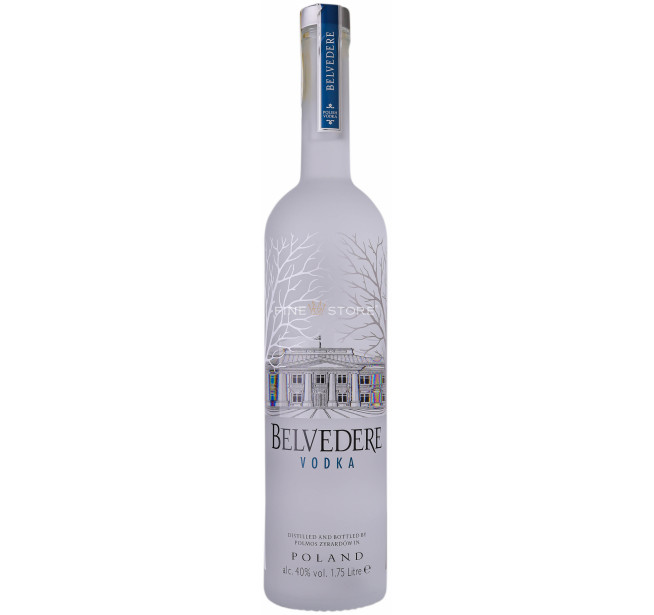 BELVEDERE
POLISH
VODKA
FINE STORE
BELVEDERE
VODKA
DISTILLED AND BOTTLED BY
POLMOS ŻYRARDÓW IN
POLAND
alc. 40% vol. 1.75 Litre ℮